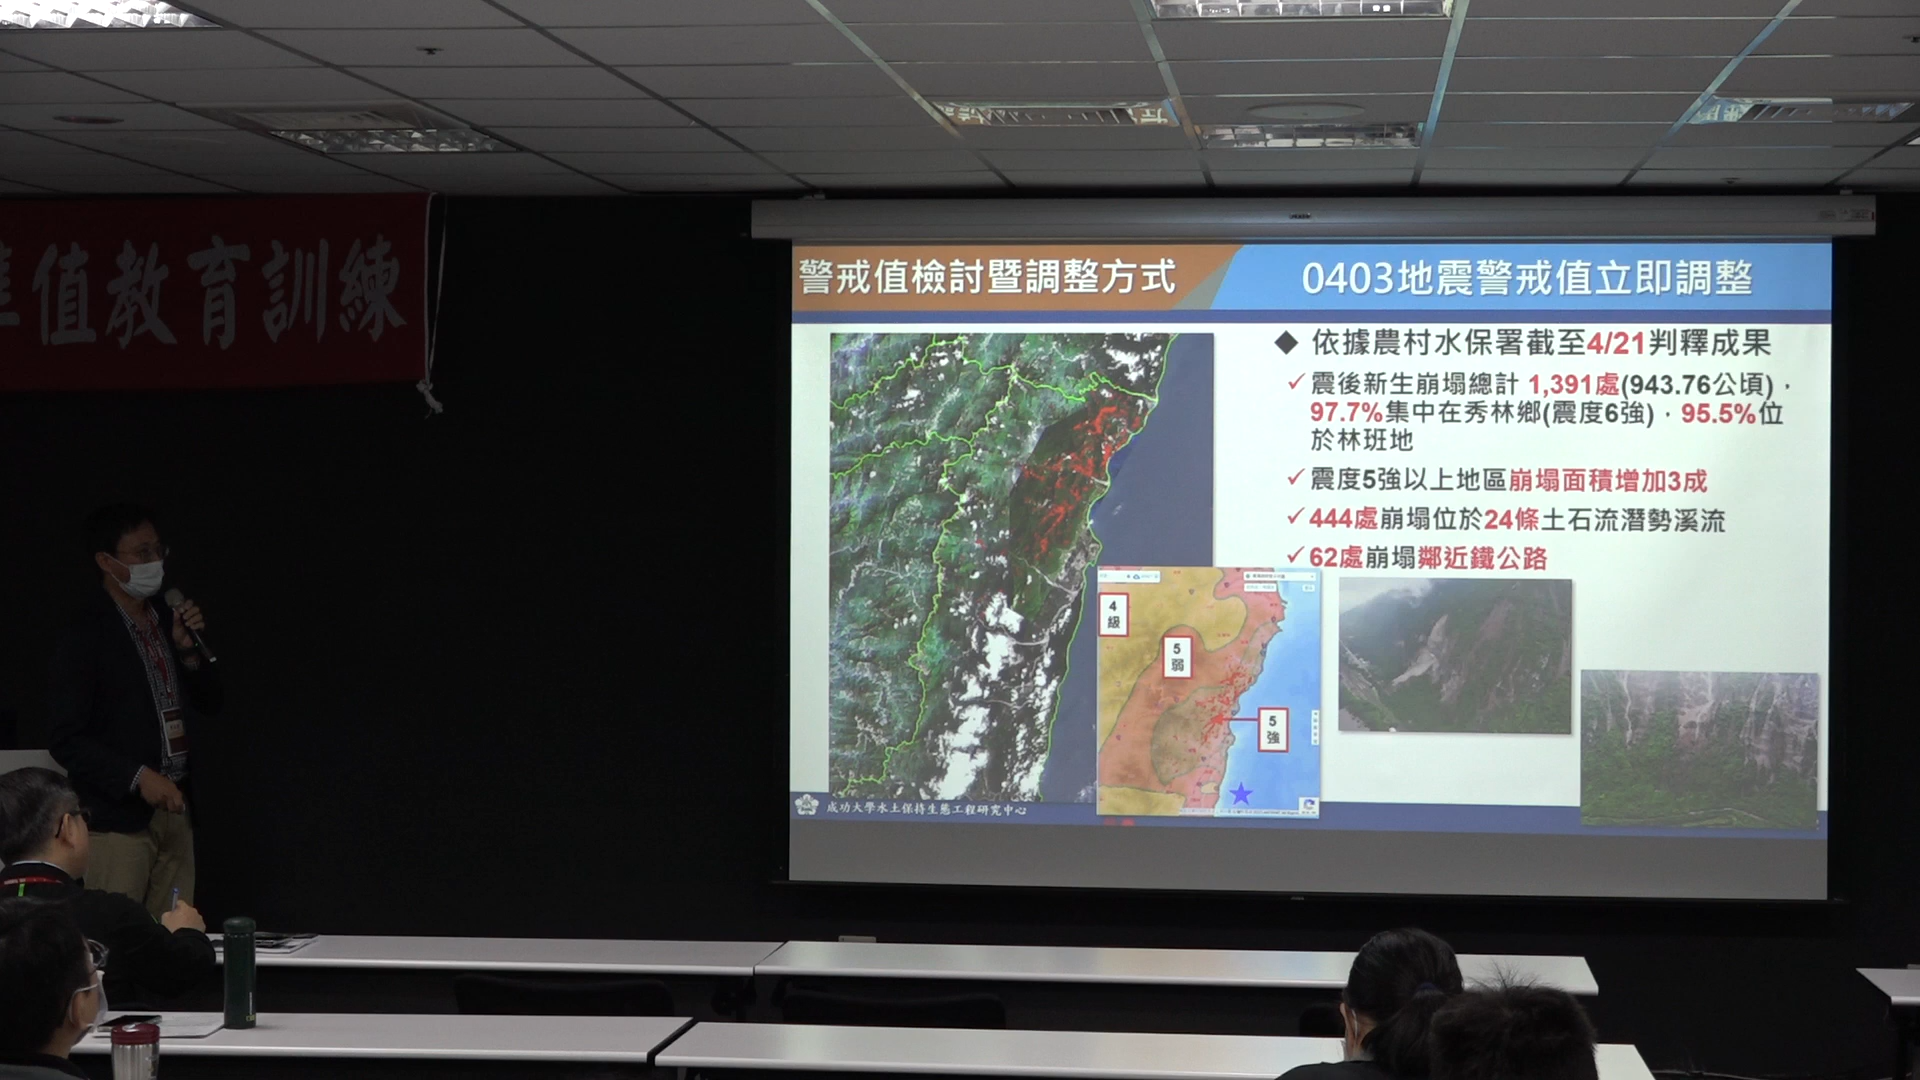 值教育訓練
警戒值檢討暨調整方式
0403地震警戒值立即調整
◆ 依據農村水保署截至4/21判釋成果
✓震後新生崩塌總計 1,391處(943.76公頃)，
97.7%集中在秀林鄉(震度6強)，95.5%位
於林班地
✓震度5強以上地區崩塌面積增加3成
✓444處崩塌位於24條土石流潛勢溪流
✓62處崩塌鄰近鐵公路
4
級
5
弱
5
強
成功大學水土保持生態工程研究中心